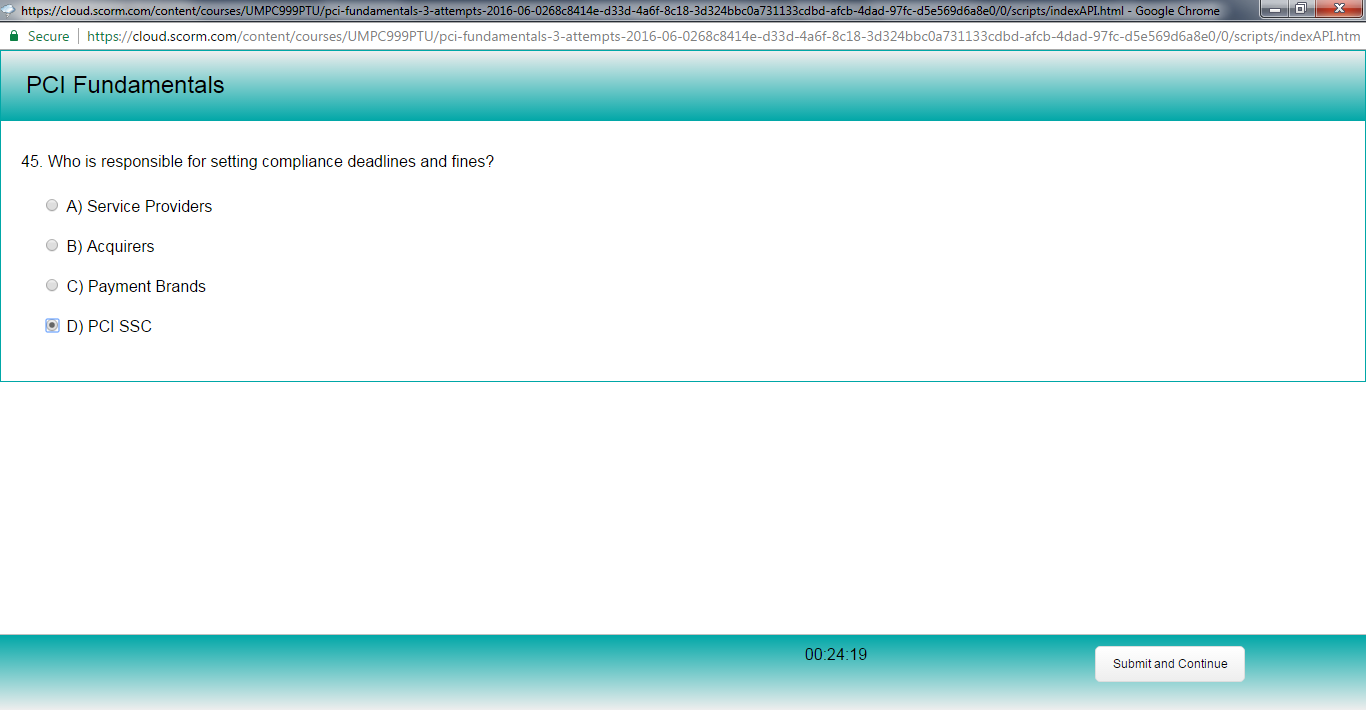 https://cloud.scorm.com/content/courses/UMPC999PTU/pci-fundamentals-3-attempts-2016-06-0268c8414e-d33d-4a6f-8c18-3d324bbc0a731133cdbd-afcb-4dad-97fc-d5e569d6a8e0/0/scripts/indexAPI.html - Google Chrome
Secure https://cloud.scorm.com/content/courses/UMPC999PTU/pci-fundamentals-3-attempts-2016-06-0268c8414e-d33d-4a6f-8c18-3d324bbc0a731133cdbd-afcb-4dad-97fc-d5e569d6a8e0/0/scripts/indexAPI.htm
PCI Fundamentals
45. Who is responsible for setting compliance deadlines and fines?
A) Service Providers
B) Acquirers
C) Payment Brands
D) PCI SSC
00:24:19
Submit and Continue